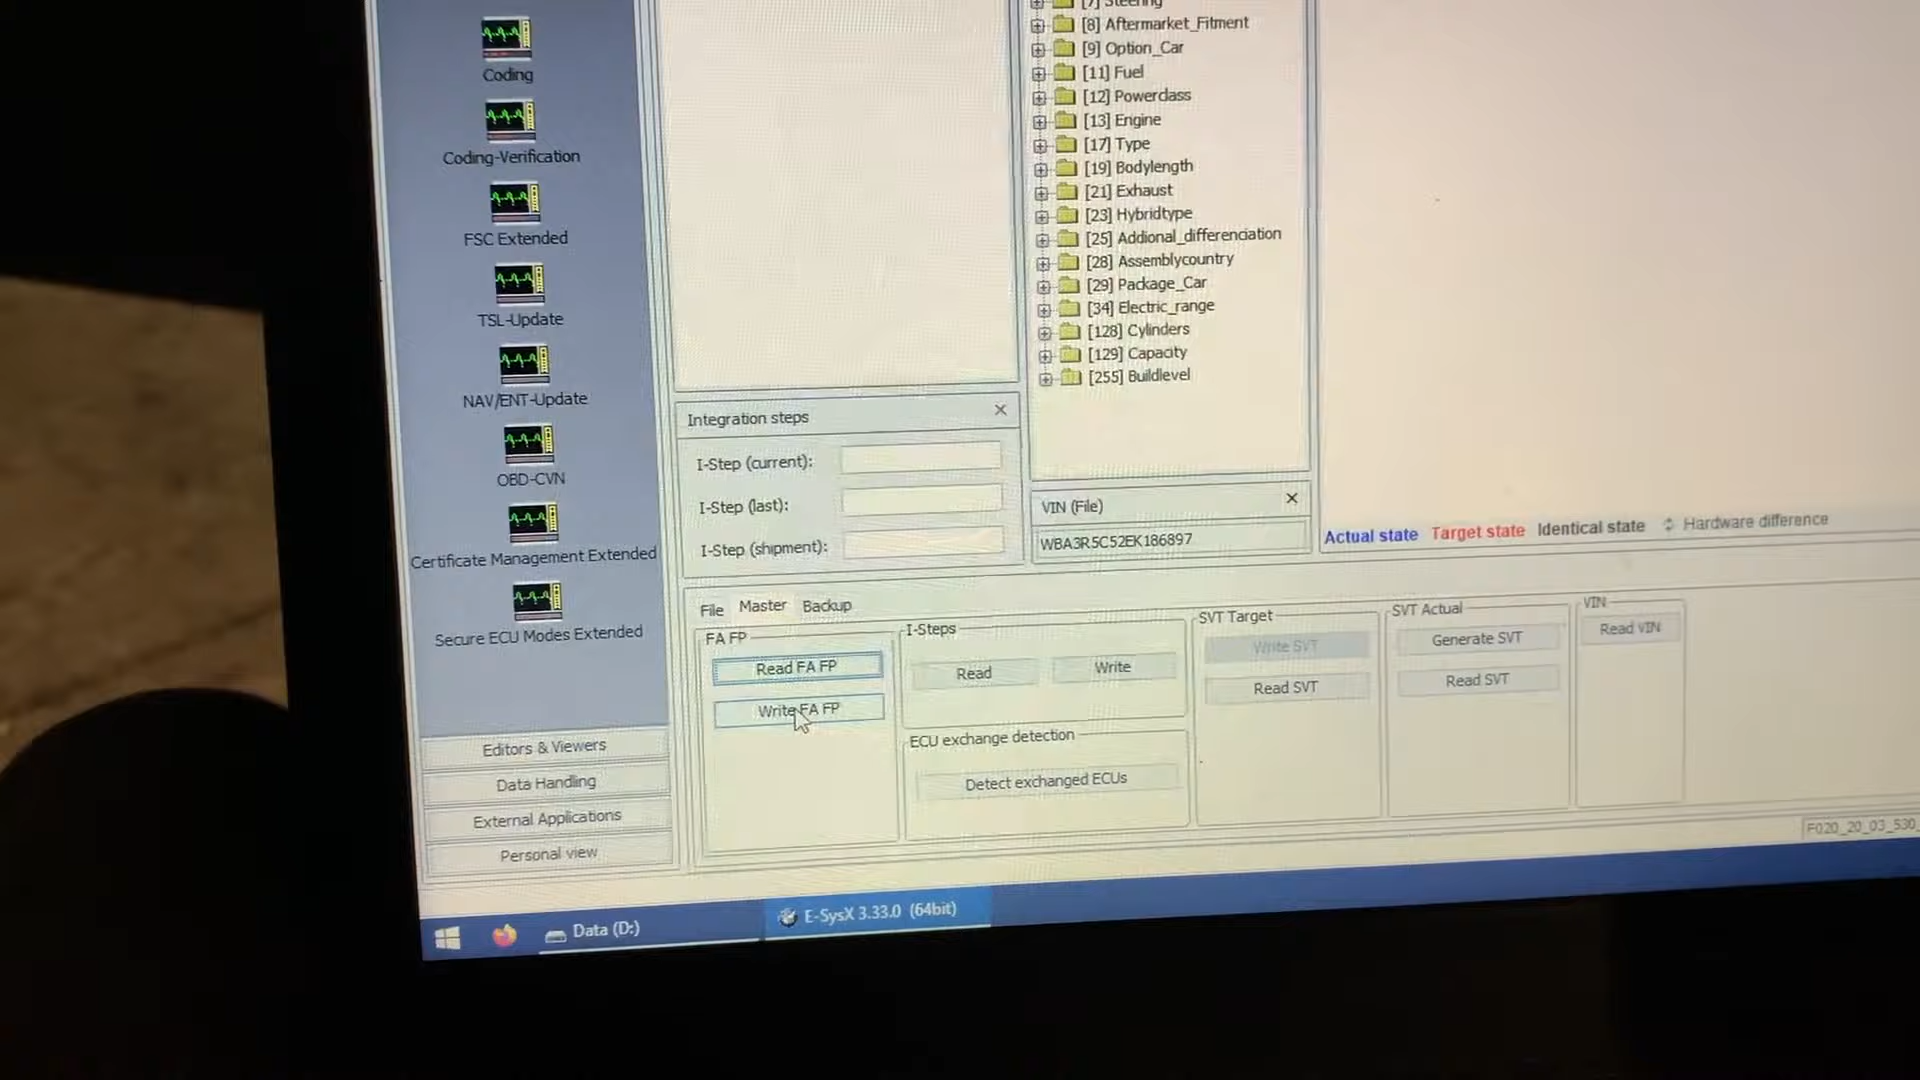 Coding
Coding-Verification
FSC Extended
TSL-Update
NAV/ENT-Update
OBD-CVN
Certificate Management Extended
Secure ECU Modes Extended
Editors & Viewers
Data Handling
External Applications
Personal view
Integration steps
I-Step (current):
I-Step (last):
I-Step (shipment):
[7] Steering
[8] Aftermarket_Fitment
[9] Option_Car
[11] Fuel
[12] Powerclass
[13] Engine
[17] Type
[19] Bodylength
[21] Exhaust
[23] Hybridtype
[25] Addional_differenciation
[28] Assemblycountry
[29] Package_Car
[34] Electric_range
[128] Cylinders
[129] Capacity
[255] Buildlevel
VIN (File)
WBA3R5C52EK186897
Actual state Target state Identical state Hardware difference
File Master Backup
FA FP
Read FA FP
Write FA FP
I-Steps
Read Write
ECU exchange detection
Detect exchanged ECUs
SVT Target
Write SVT
Read SVT
SVT Actual
Generate SVT
Read SVT
VIN
Read VIN
F020_20_03_530_
Data (D:)
E-SysX 3.33.0 (64bit)